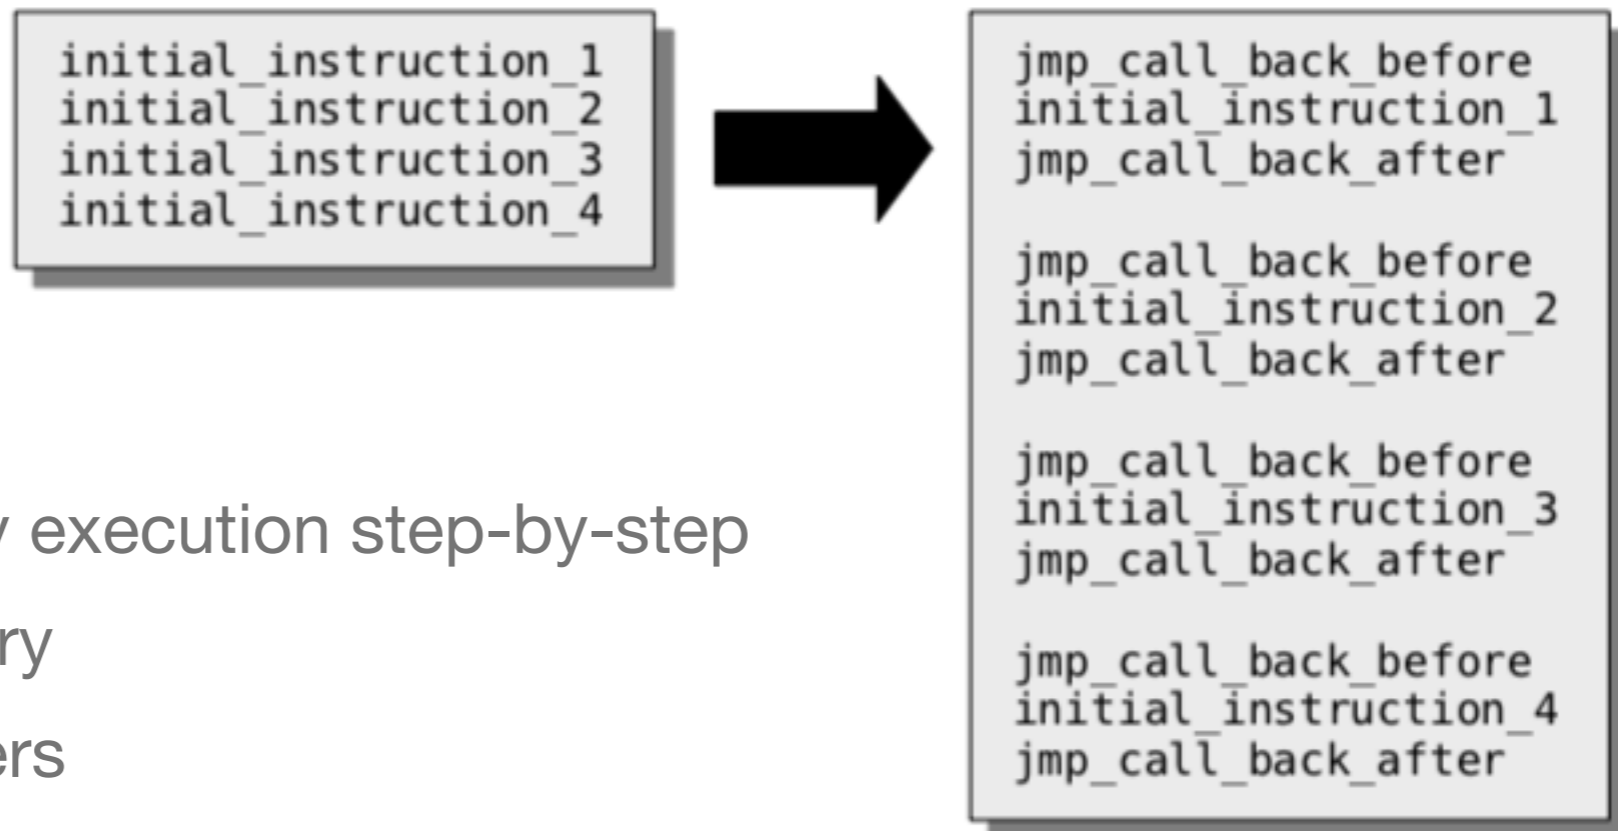 initial_instruction_1
initial_instruction_2
initial_instruction_3
initial_instruction_4
jmp_call_back_before
initial_instruction_1
jmp_call_back_after
jmp_call_back_before
initial_instruction_2
jmp_call_back_after
jmp_call_back_before
initial_instruction_3
jmp_call_back_after
jmp_call_back_before
initial_instruction_4
jmp_call_back_after
execution step-by-step
ry
ers